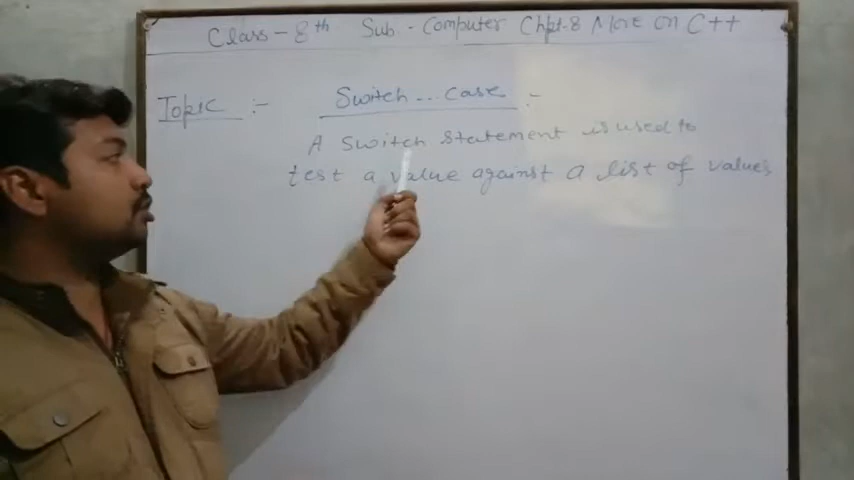 Class - 8th Sub - Computer Chpt-8 More on C++
Topic :- Switch ... case :-
A Switch statement is used to
test a value against a list of values